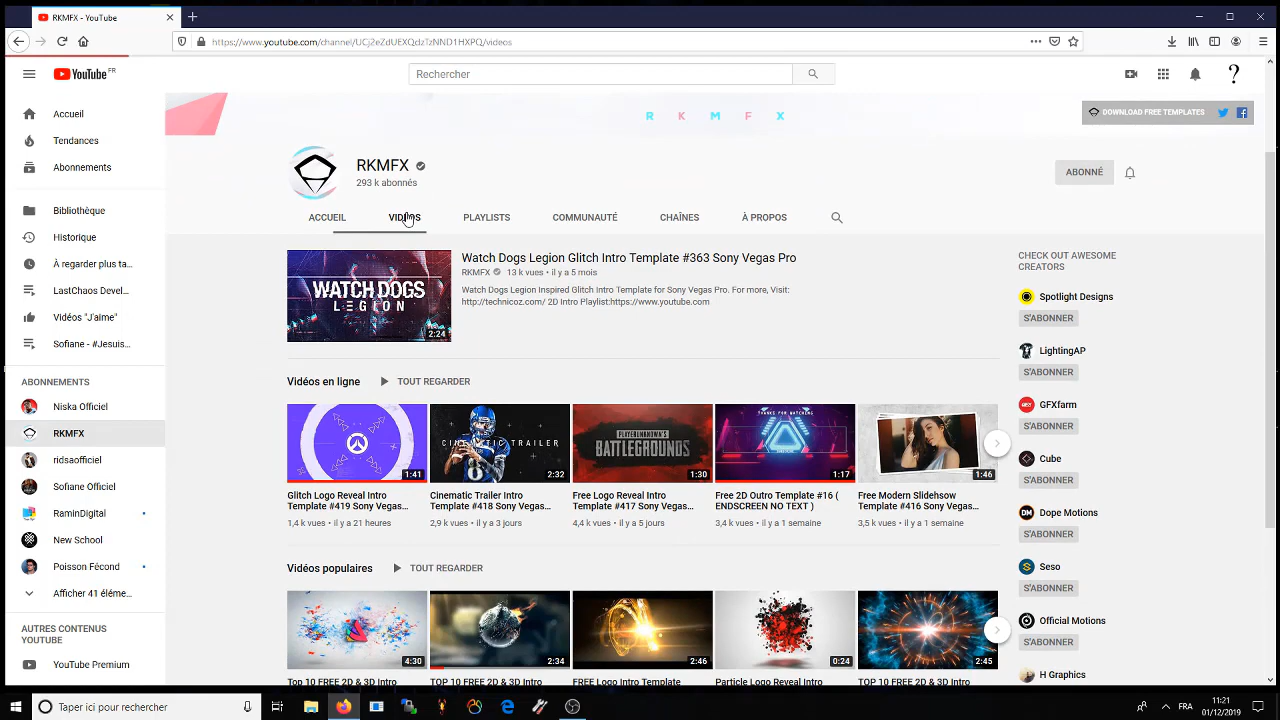 RKMFX - YouTube
https://www.youtube.com/channel/UCj2eZdUEXQdzTzNND1HXPQ/videos
YouTube FR
Rechercher
Accueil
Tendances
Abonnements
Bibliothèque
Historique
À regarder plus ta...
LastChaos Devel...
Vidéos "J'aime"
Sofiane - #Jesuis...
ABONNEMENTS
Niska Officiel
RKMFX
ridsaofficiel
Sofiane Officiel
RaminDigital
New School
Poisson Fécond
Afficher 41 éléme...
AUTRES CONTENUS
YOUTUBE
YouTube Premium
R K M F X
DOWNLOAD FREE TEMPLATES
RKMFX
293 k abonnés
ABONNÉ
ACCUEIL
VIDÉOS
PLAYLISTS
COMMUNAUTÉ
CHAÎNES
À PROPOS
WATCH DOGS
LEGION
2:24
Watch Dogs Legion Glitch Intro Template #363 Sony Vegas Pro
RKMFX 13 k vues • il y a 5 mois
Watch Dogs Legion Inspired Glitch Intro Template for Sony Vegas Pro. For more, Visit:
http://technicoz.com/ 2D Intro Playlist:https://www.youtube.com
Vidéos en ligne
TOUT REGARDER
1:41
Glitch Logo Reveal Intro
Template #419 Sony Vegas...
1,4 k vues • il y a 21 heures
CINEMATIC TRAILER
2:32
Cinematic Trailer Intro
Template #418 Sony Vegas...
2,9 k vues • il y a 3 jours
PLAYERUNKNOWN'S
BATTLEGROUNDS
1:30
Free Logo Reveal Intro
Template #417 Sony Vegas...
4,4 k vues • il y a 5 jours
THANKS FOR WATCHING
1:17
Free 2D Outro Template #16 (
ENDSCREEN NO TEXT )
3,4 k vues • il y a 1 semaine
1:46
Free Modern Slidehsow
Template #416 Sony Vegas...
3,5 k vues • il y a 1 semaine
Vidéos populaires
TOUT REGARDER
4:30
Top 10 FREE 2D & 3D Intro
2:34
TOP 10 FREE 2D & 3D Intro
2:46
FREE Logo Intro Template
0:24
Particle Logo Reveal Intro
2:45
TOP 10 FREE 2D & 3D Intro
CHECK OUT AWESOME
CREATORS
Spotlight Designs
S'ABONNER
LightingAP
S'ABONNER
GFXfarm
S'ABONNER
Cube
S'ABONNER
DM
Dope Motions
S'ABONNER
Seso
S'ABONNER
Official Motions
S'ABONNER
H Graphics
Taper ici pour rechercher
FRA
11:21
01/12/2019